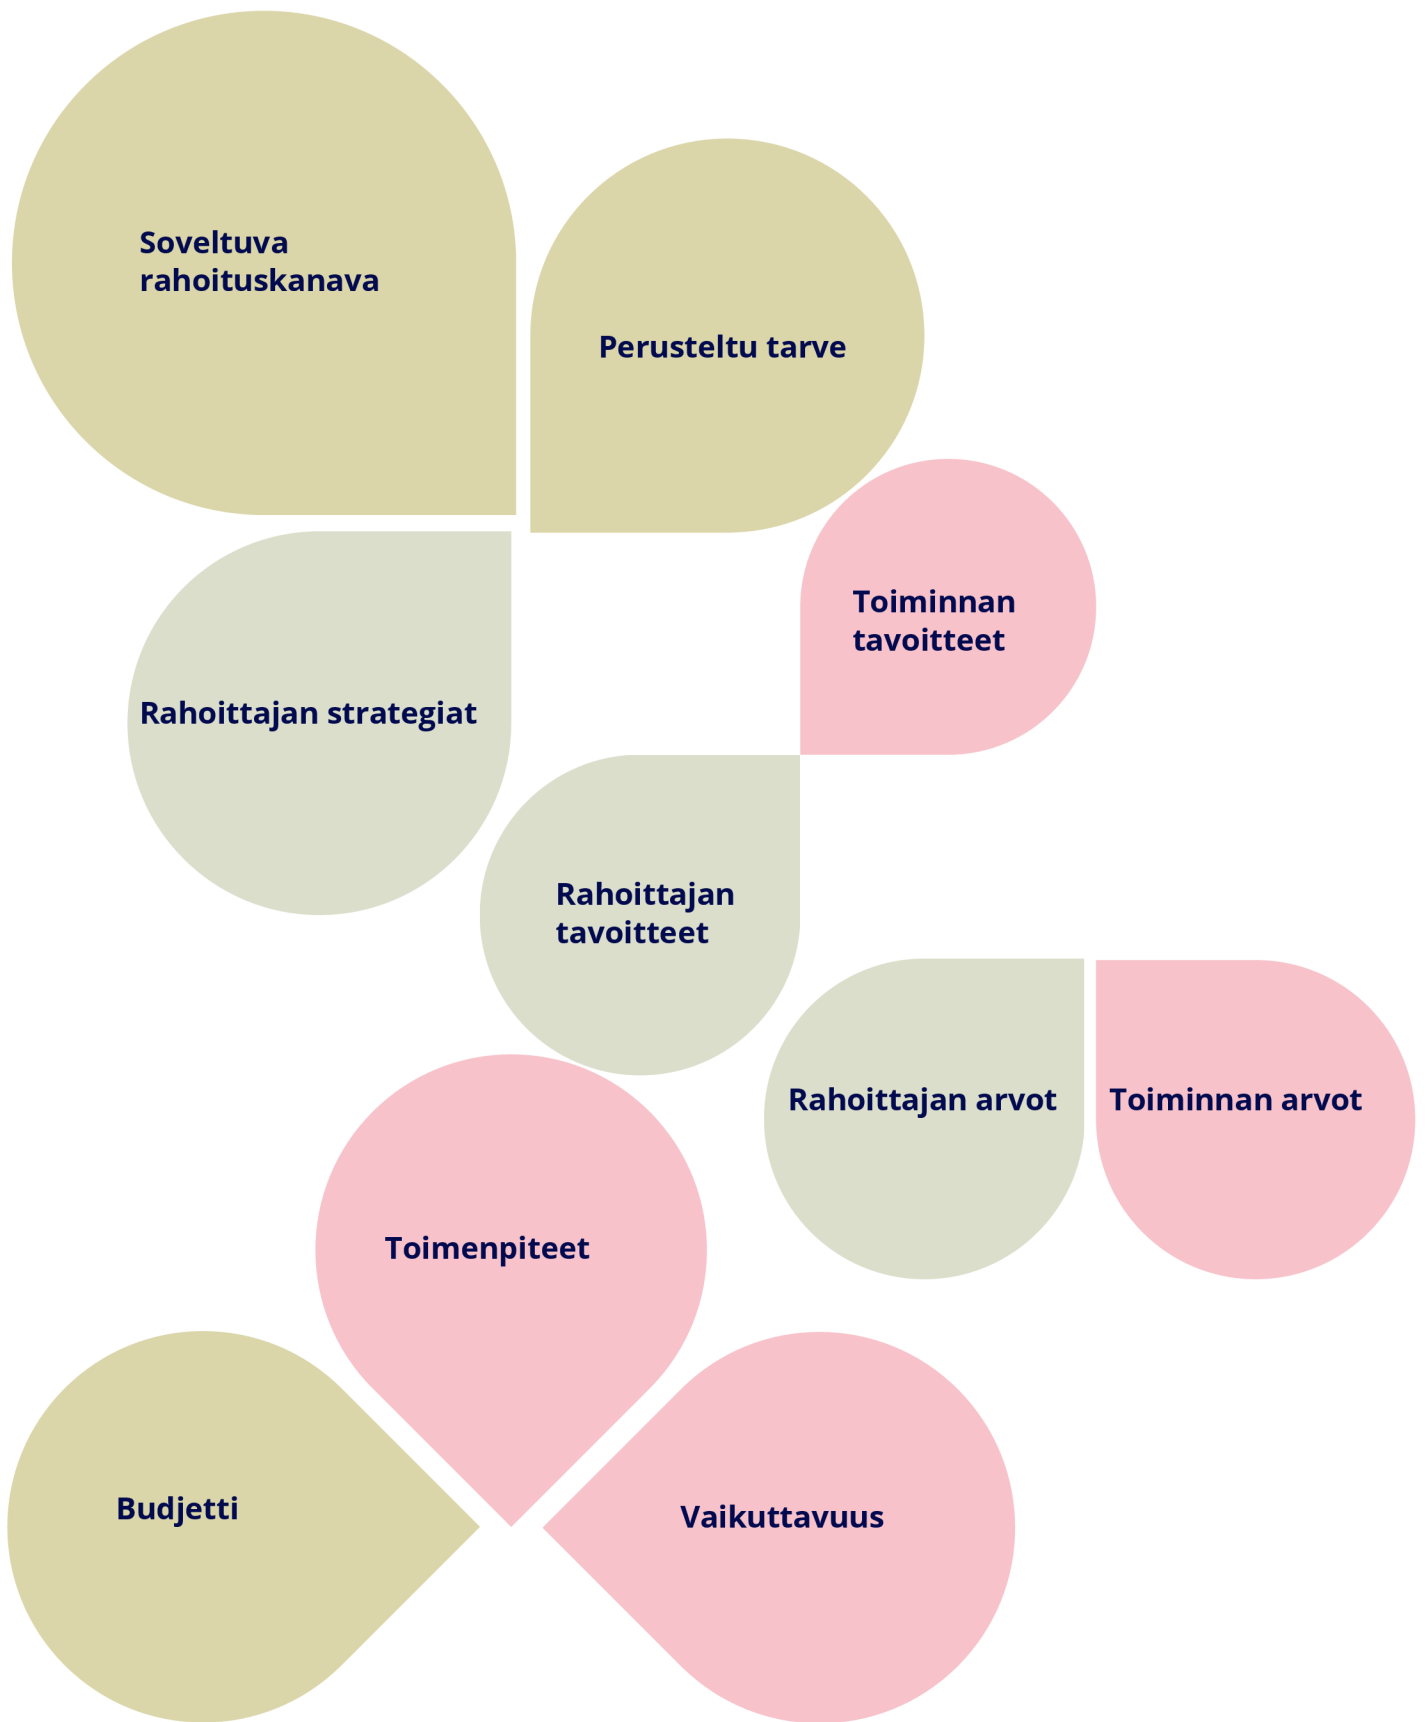 Soveltuva
rahoituskanava
Perusteltu tarve
Toiminnan
tavoitteet
Rahoittajan strategiat
Rahoittajan
tavoitteet
Rahoittajan arvot
Toiminnan arvot
Toimenpiteet
Budjetti
Vaikuttavuus